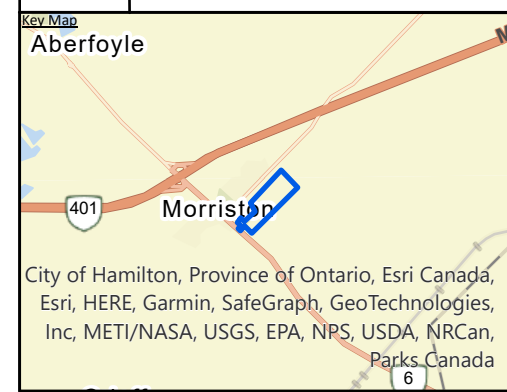 Key Map
Aberfoyle
401
Morriston
City of Hamilton, Province of Ontario, Esri Canada,
Esri, HERE, Garmin, SafeGraph, GeoTechnologies,
Inc, METI/NASA, USGS, EPA, NPS, USDA, NRCan,
Parks Canada
6